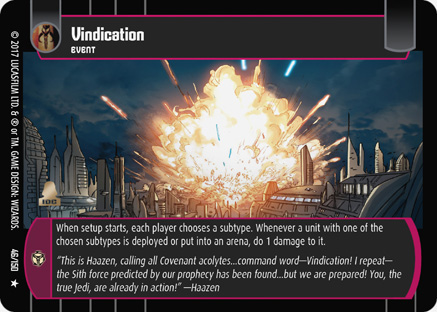 Vindication
EVENT
When setup starts, each player chooses a subtype. Whenever a unit with one of the
chosen subtypes is deployed or put into an arena, do 1 damage to it.
"This is Haazen, calling all Covenant acolytes...command word—Vindication! I repeat—
the Sith force predicted by our prophecy has been found...but we are prepared! You, the
true Jedi, are already in action!" —Haazen
© 2017 LUCASFILM LTD. & ® or TM. GAME DESIGN: WIZARDS.
46/150 ★